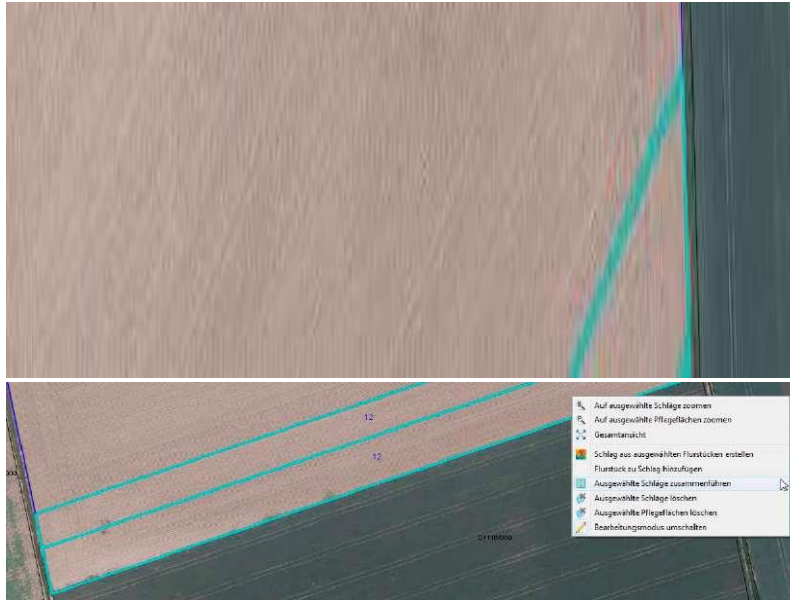 12
12
Auf ausgewählte Schläge zoomen
Auf ausgewählte Pflegeflächen zoomen
Gesamtansicht
Schlag aus ausgewählten Flurstücken erstellen
Flurstück zu Schlag hinzufügen
Ausgewählte Schläge zusammenführen
Ausgewählte Schläge löschen
Ausgewählte Pflegeflächen löschen
Bearbeitungsmodus umschalten